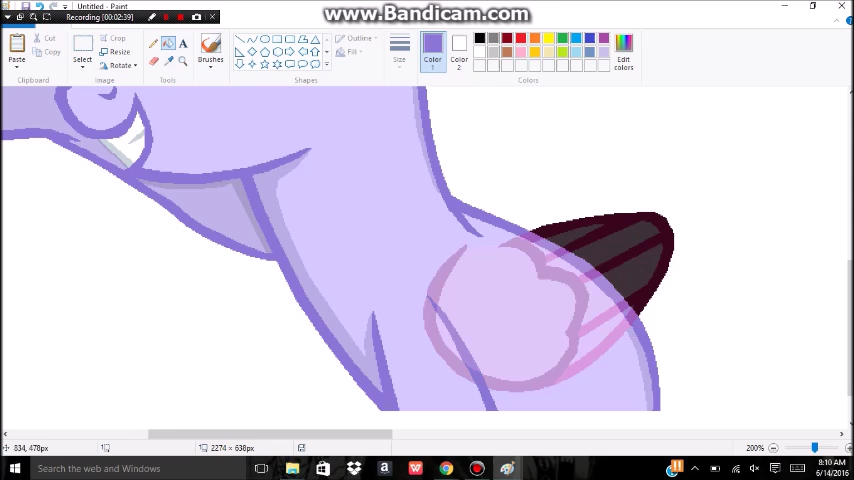 www.Bandicam.com
Recording [00:02:39]
Untitled - Paint
Paste
Cut
Copy
Clipboard
Select
Crop
Resize
Rotate
Image
Tools
Brushes
Shapes
Outline
Fill
Size
Color
1
Color
2
Edit
colors
Colors
834, 478px
2274 × 638px
200%
Search the web and Windows
8:10 AM
6/14/2016